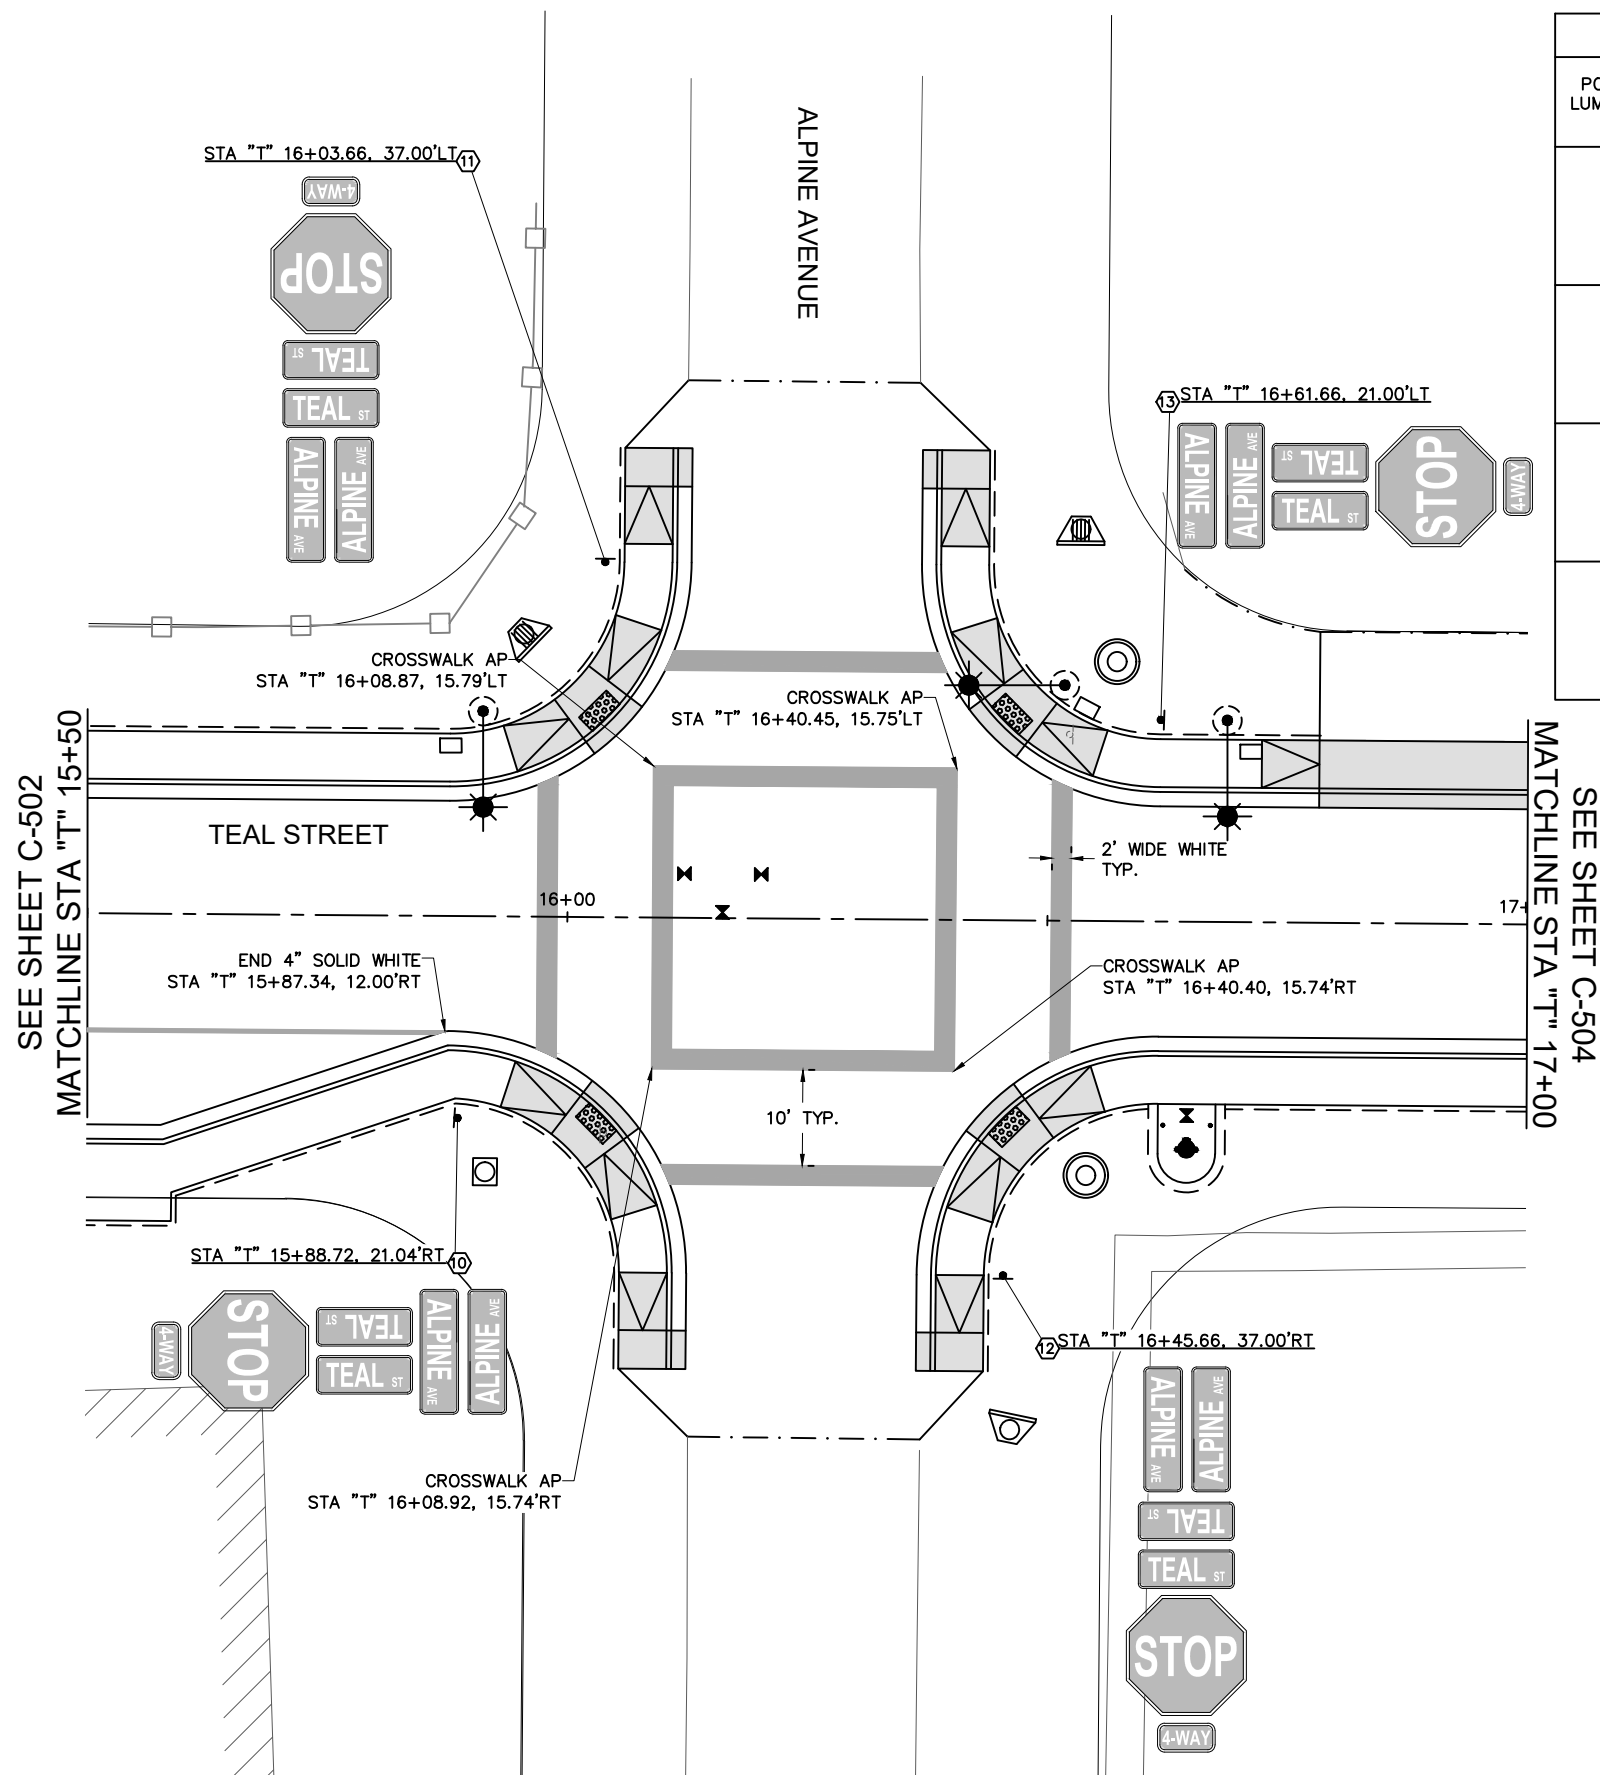 ALPINE AVENUE
PO
LUM
STA "T" 16+03.66, 37.00'LT
11
4-WAY
STOP
TEAL ST
TEAL ST
ALPINE AVE
ALPINE AVE
13
STA "T" 16+61.66, 21.00'LT
ALPINE AVE
ALPINE AVE
TEAL ST
TEAL ST
STOP
4-WAY
CROSSWALK AP
STA "T" 16+08.87, 15.79'LT
CROSSWALK AP
STA "T" 16+40.45, 15.75'LT
SEE SHEET C-502
MATCHLINE STA "T" 15+50
TEAL STREET
2' WIDE WHITE
TYP.
16+00
17+
MATCHLINE STA "T" 17+00
SEE SHEET C-504
END 4" SOLID WHITE
STA "T" 15+87.34, 12.00'RT
CROSSWALK AP
STA "T" 16+40.40, 15.74'RT
10' TYP.
STA "T" 15+88.72, 21.04'RT
10
4-WAY
STOP
TEAL ST
TEAL ST
ALPINE AVE
ALPINE AVE
12
STA "T" 16+45.66, 37.00'RT
ALPINE AVE
ALPINE AVE
TEAL ST
TEAL ST
STOP
4-WAY
CROSSWALK AP
STA "T" 16+08.92, 15.74'RT